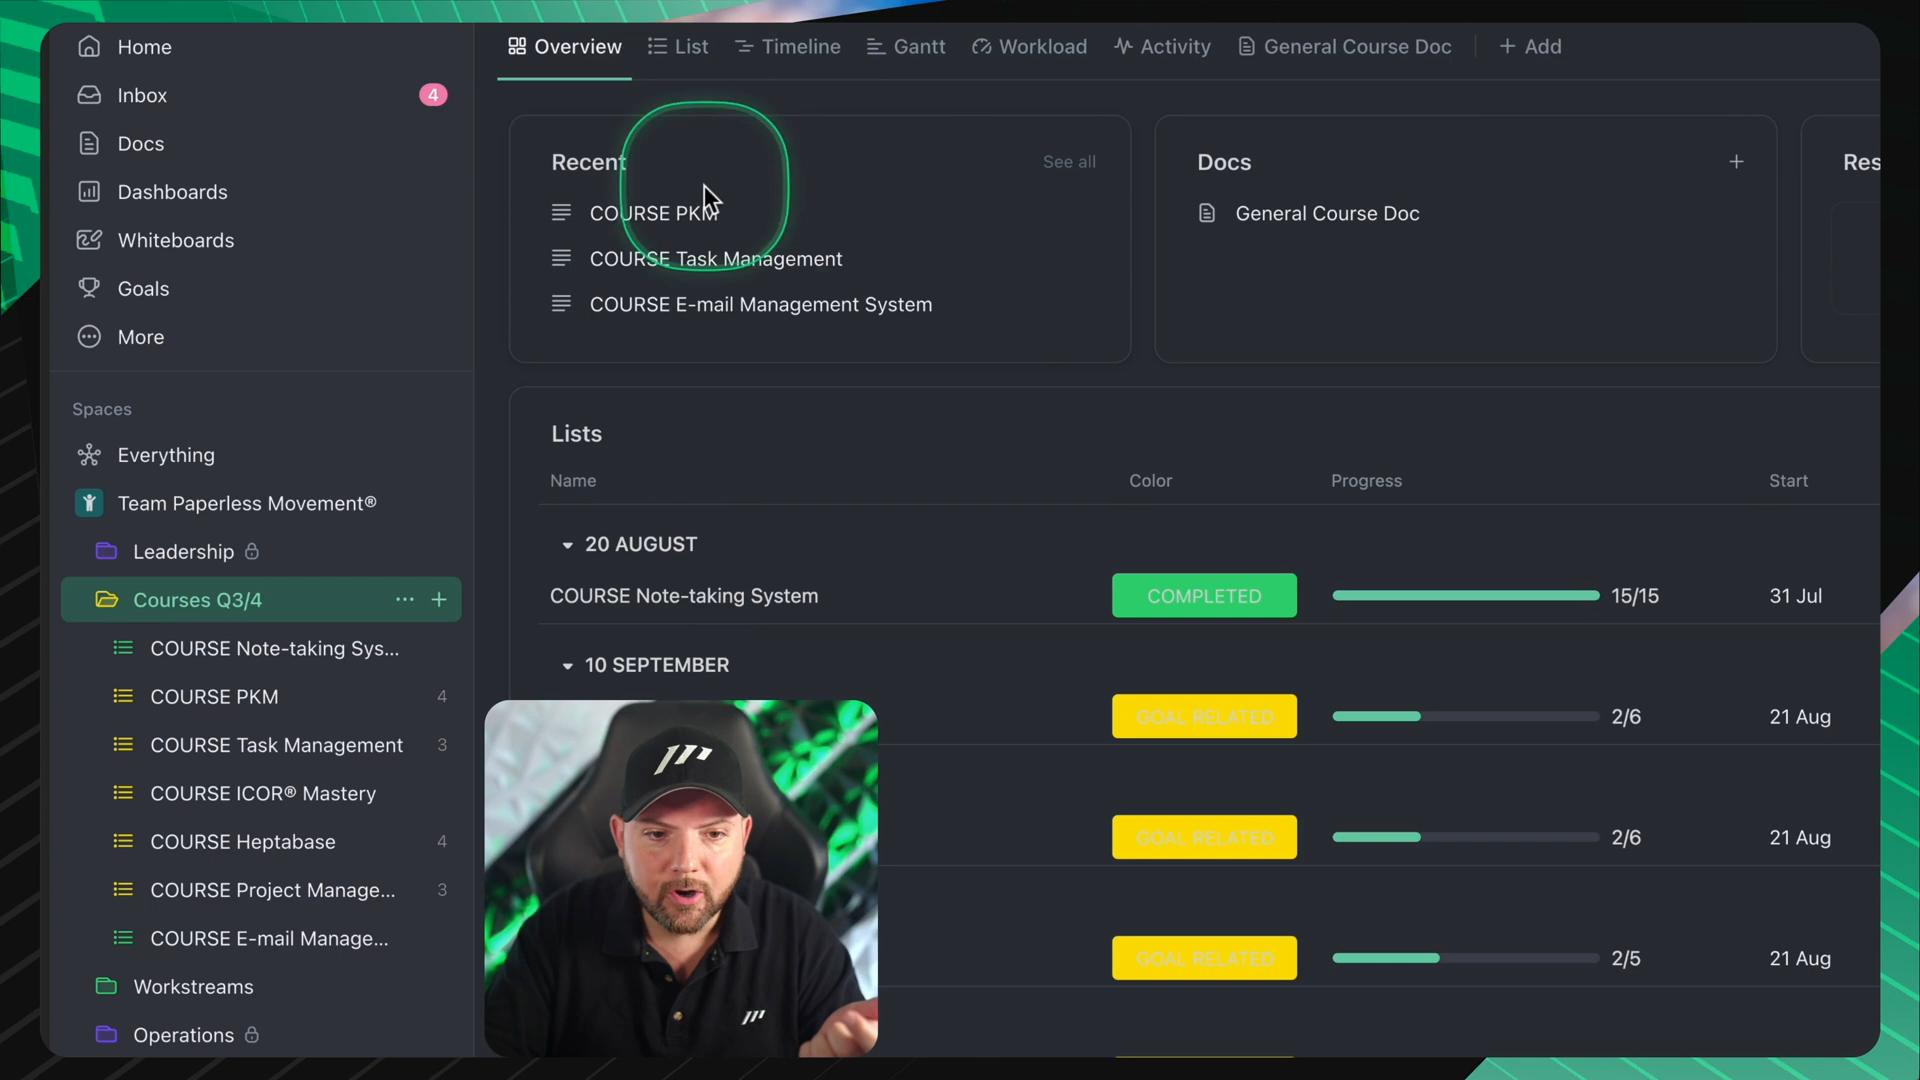 Home
Inbox
4
Docs
Dashboards
Whiteboards
Goals
More
Spaces
Everything
Team Paperless Movement®
Leadership
Courses Q3/4
COURSE Note-taking Sys...
COURSE PKM
4
COURSE Task Management
3
COURSE ICOR® Mastery
COURSE Heptabase
4
COURSE Project Manage...
3
COURSE E-mail Manage...
Workstreams
Operations
Overview
List
Timeline
Gantt
Workload
Activity
General Course Doc
Add
Recent
See all
COURSE PKM
COURSE Task Management
COURSE E-mail Management System
Docs
General Course Doc
Res
Lists
Name
Color
Progress
Start
20 AUGUST
COURSE Note-taking System
COMPLETED
15/15
31 Jul
10 SEPTEMBER
GOAL RELATED
2/6
21 Aug
GOAL RELATED
2/6
21 Aug
GOAL RELATED
2/5
21 Aug